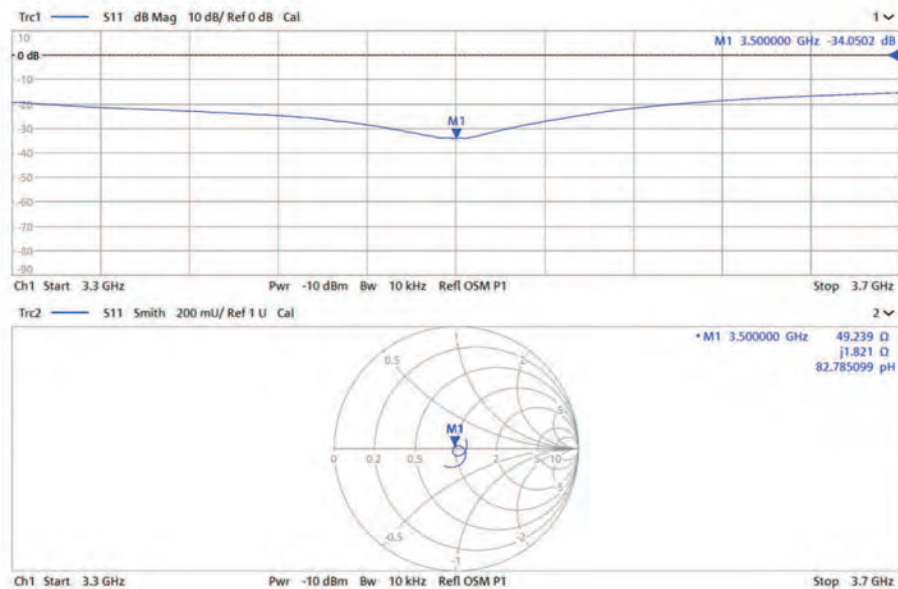 Trc1 S11 dB Mag 10 dB/ Ref 0 dB Cal 1
M1 3.500000 GHz -34.0502 dB
10
0 dB
-10
-20
-30
-40
-50
-60
-70
-80
-90
M1
Ch1 Start 3.3 GHz Pwr -10 dBm Bw 10 kHz Refl OSM P1 Stop 3.7 GHz
Trc2 S11 Smith 200 mU/ Ref 1 U Cal 2
• M1 3.500000 GHz 49.239 Ω
j1.821 Ω
82.785099 pH
1
0.5 2
5
M1
0 0.2 0.5 1 2 5 10
-5
-0.5 -2
-1
Ch1 Start 3.3 GHz Pwr -10 dBm Bw 10 kHz Refl OSM P1 Stop 3.7 GHz